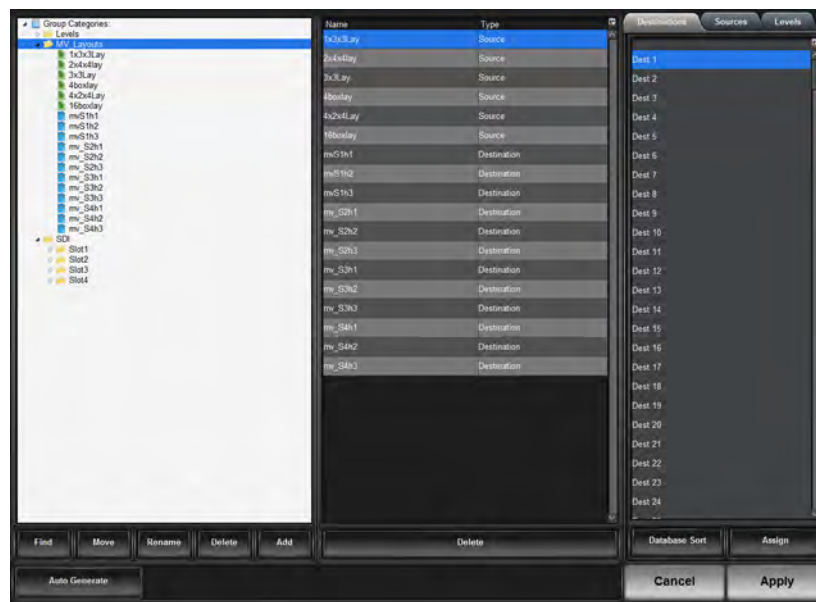 Group Categories:
Levels
MV_Layouts
1x3x3Lay
2x4x4lay
3x3Lay
4boxlay
4x2x4Lay
16boxlay
mvS1h1
mvS1h2
mvS1h3
mv_S2h1
mv_S2h2
mv_S2h3
mv_S3h1
mv_S3h2
mv_S3h3
mv_S4h1
mv_S4h2
mv_S4h3
SDI
Slot1
Slot2
Slot3
Slot4
Find Move Rename Delete Add
Auto Generate
Name Type
1x3x3Lay Source
2x4x4lay Source
3x3Lay Source
4boxlay Source
4x2x4Lay Source
16boxlay Source
mvS1h1 Destination
mvS1h2 Destination
mvS1h3 Destination
mv_S2h1 Destination
mv_S2h2 Destination
mv_S2h3 Destination
mv_S3h1 Destination
mv_S3h2 Destination
mv_S3h3 Destination
mv_S4h1 Destination
mv_S4h2 Destination
mv_S4h3 Destination
Delete
Destinations Sources Levels
Dest 1
Dest 2
Dest 3
Dest 4
Dest 5
Dest 6
Dest 7
Dest 8
Dest 9
Dest 10
Dest 11
Dest 12
Dest 13
Dest 14
Dest 15
Dest 16
Dest 17
Dest 18
Dest 19
Dest 20
Dest 21
Dest 22
Dest 23
Dest 24
Database Sort Assign
Cancel Apply